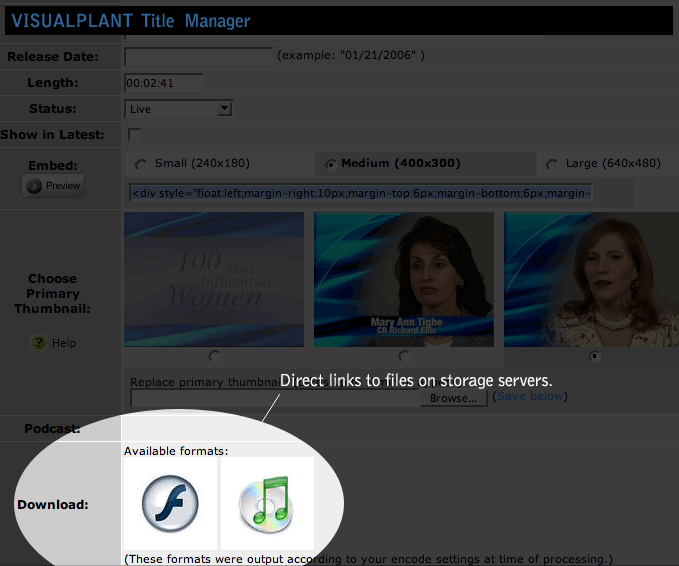 VISUALPLANT Title Manager
Release Date:
(example: "01/21/2006" )
Length:
00:02:41
Status:
Live
Show in Latest:
Embed:
Preview
Small (240x180)
Medium (400x300)
Large (640x480)
<div style="float:left;margin-right:10px;margin-top:6px;margin-bottom:6px;margin-
Choose
Primary
Thumbnail:
Help
100
Most
Influential
Women
Mary Ann Tighe
CB Richard Ellis
Direct links to files on storage servers.
Replace primary thumbnail
Browse...
(Save below)
Podcast:
Download:
Available formats:
(These formats were output according to your encode settings at time of processing.)